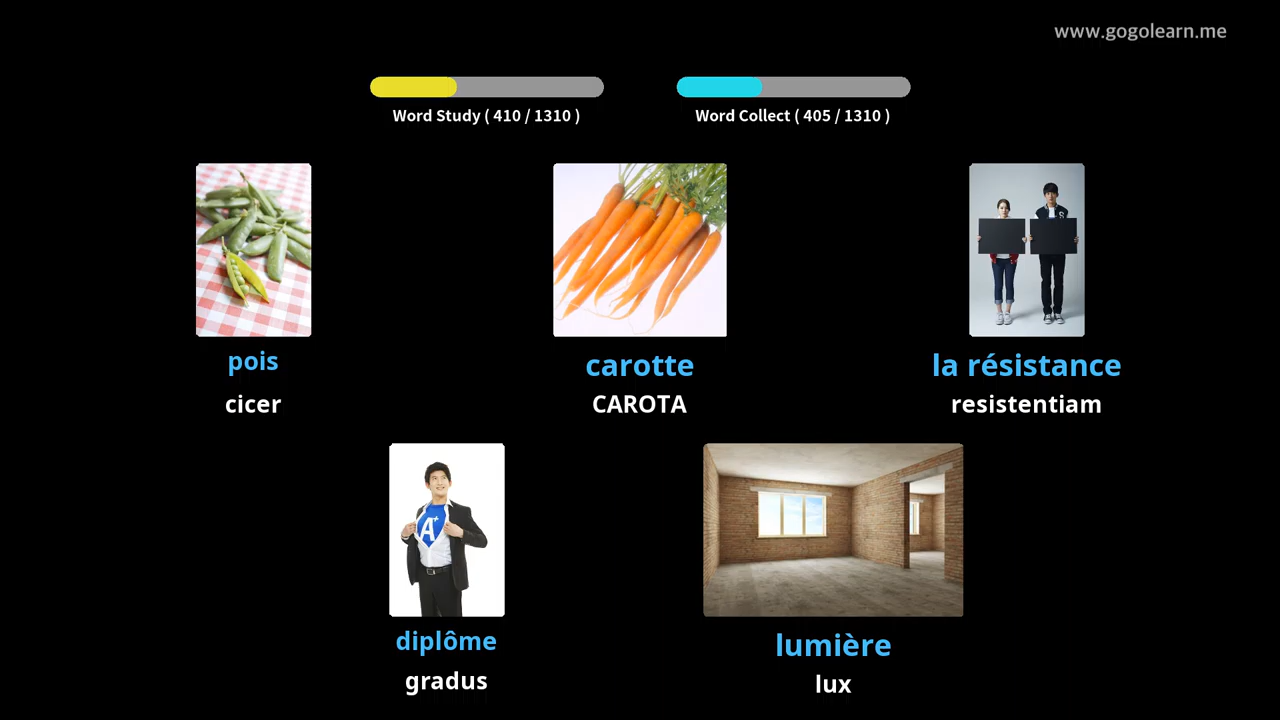 www.gogolearn.me
Word Study ( 410 / 1310 )
Word Collect ( 405 / 1310 )
pois
cicer
carotte
CAROTA
S
la résistance
resistentiam
A+
diplôme
gradus
lumière
lux